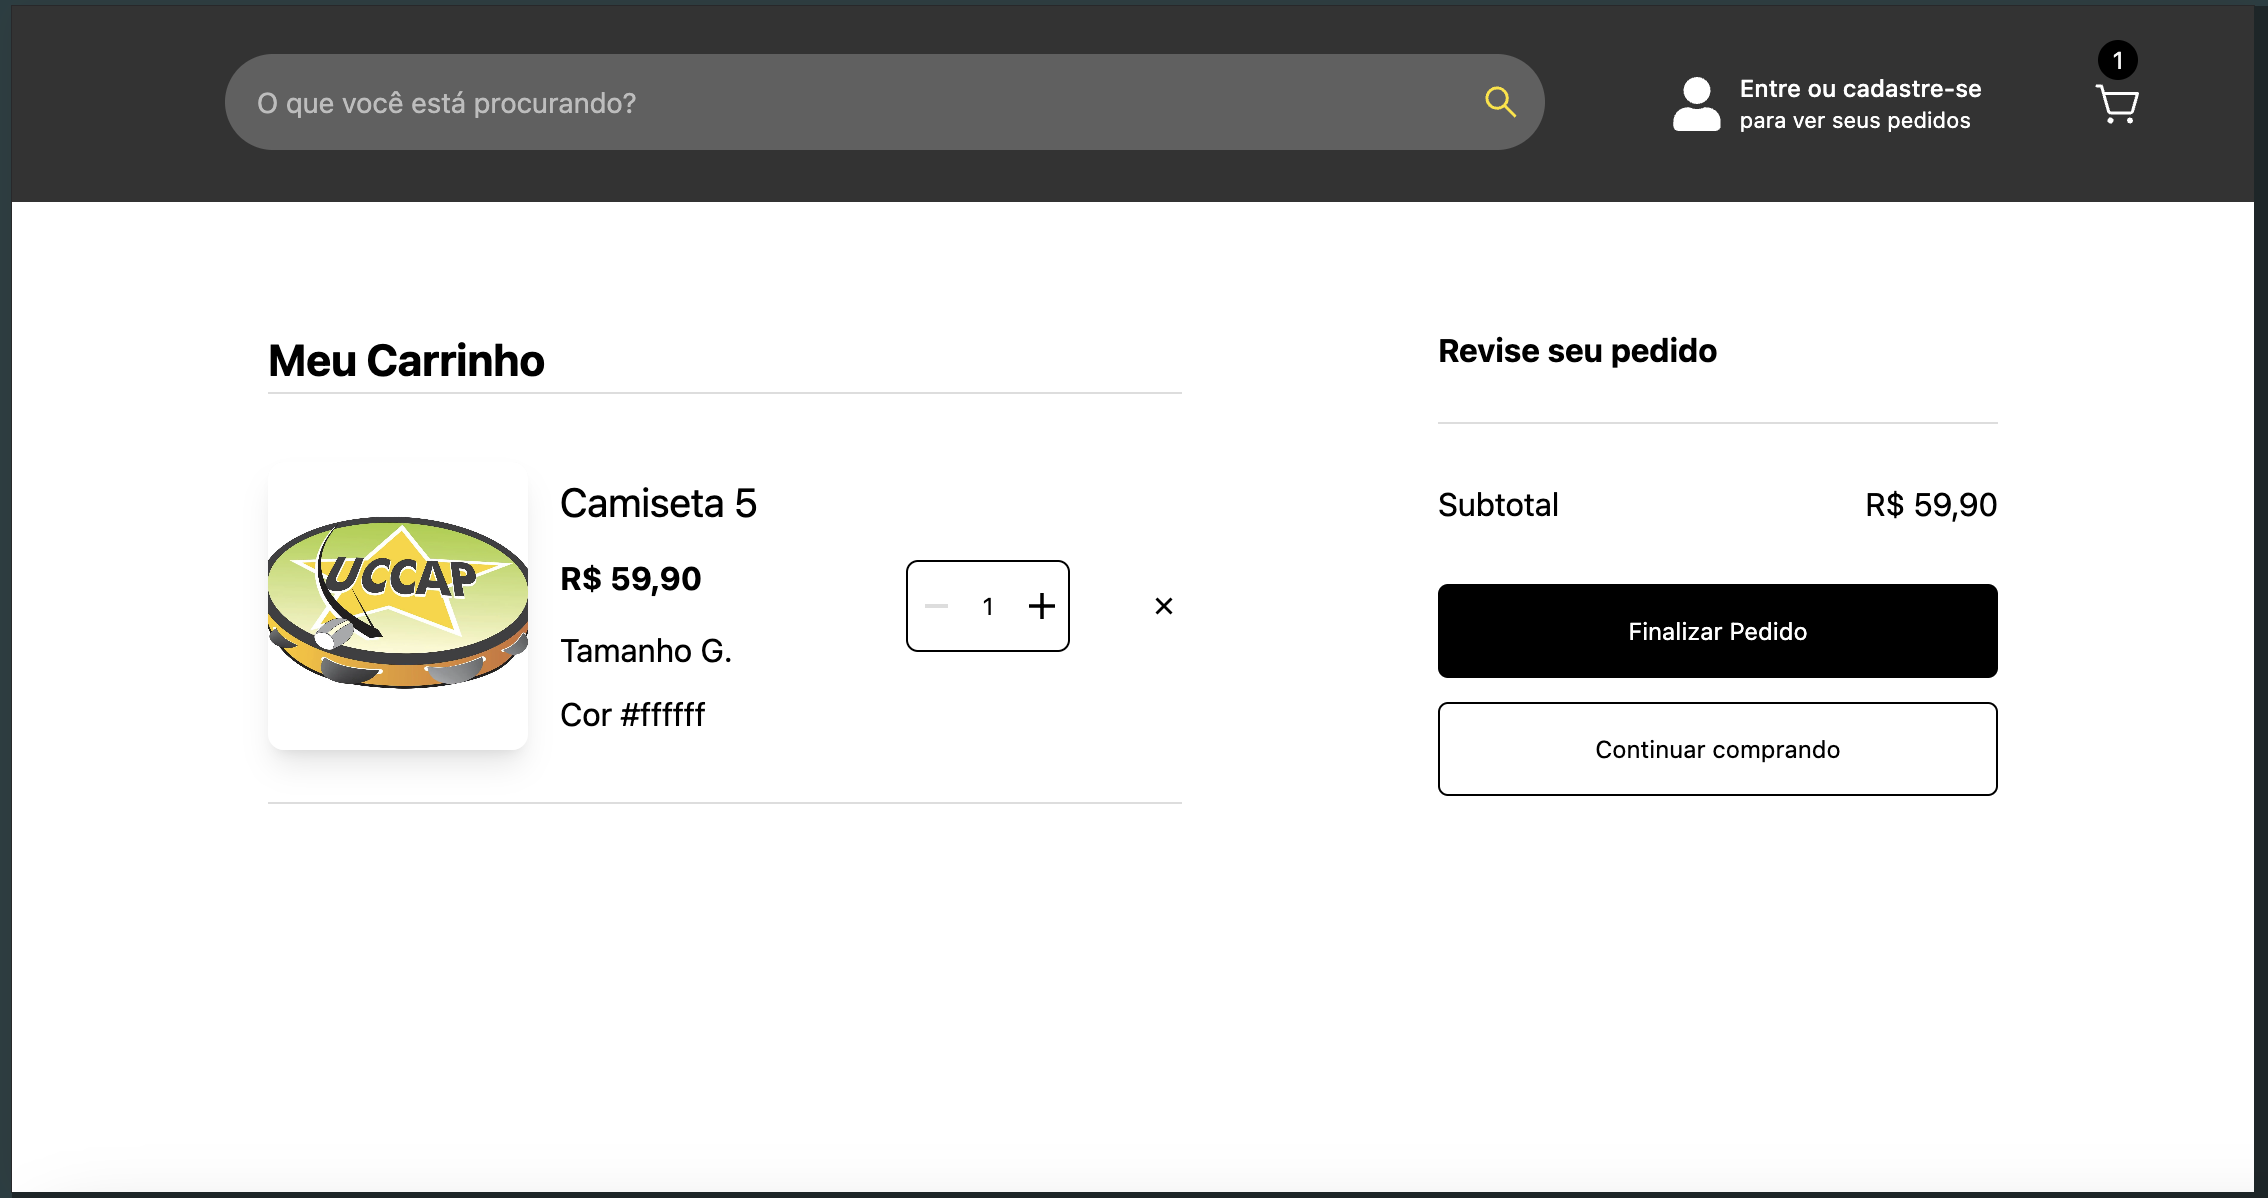 O que você está procurando?
Entre ou cadastre-se
para ver seus pedidos
1
Meu Carrinho
UCCAP
Camiseta 5
R$ 59,90
Tamanho G.
Cor #ffffff
1
Revise seu pedido
Subtotal R$ 59,90
Finalizar Pedido
Continuar comprando